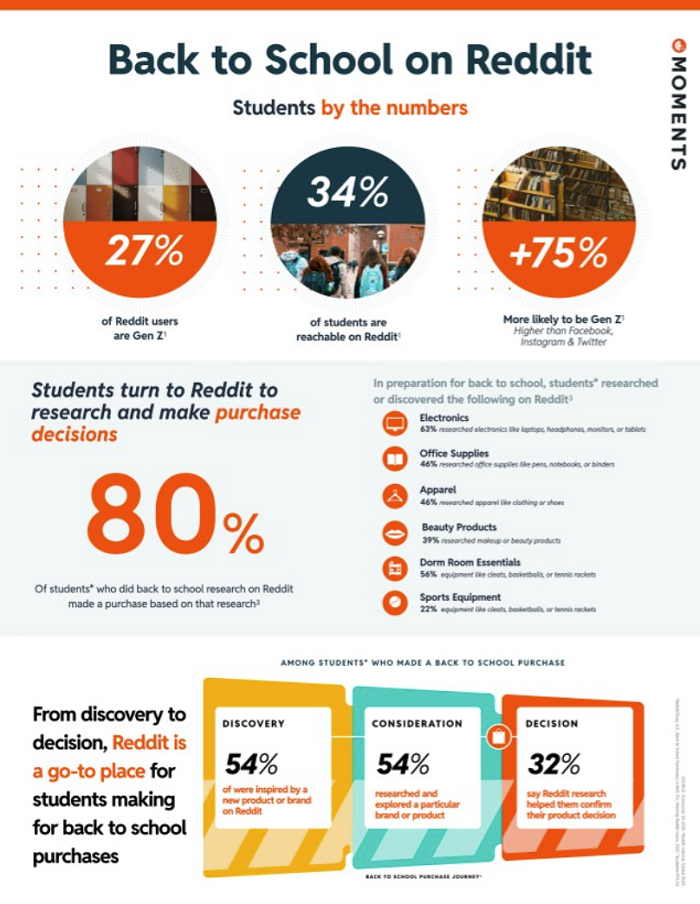 Back to School on Reddit
MOMENTS
Students by the numbers
27%
of Reddit users
are Gen Z¹
34%
of students are
reachable on Reddit¹
+75%
More likely to be Gen Z¹
Higher than Facebook,
Instagram & Twitter
Students turn to Reddit to
research and make purchase
decisions
80%
Of students* who did back to school research on Reddit
made a purchase based on that research³
In preparation for back to school, students* researched
or discovered the following on Reddit³
Electronics
63% researched electronics like laptops, headphones, monitors, or tablets
Office Supplies
46% researched office supplies like pens, notebooks, or binders
Apparel
46% researched apparel like clothing or shoes
Beauty Products
39% researched makeup or beauty products
Dorm Room Essentials
56% equipment like cleats, basketballs, or tennis rackets
Sports Equipment
22% equipment like cleats, basketballs, or tennis rackets
AMONG STUDENTS* WHO MADE A BACK TO SCHOOL PURCHASE
From discovery to
decision, Reddit is
a go-to place for
students making
for back to school
purchases
DISCOVERY
54%
of were inspired by a
new product or brand
on Reddit
CONSIDERATION
54%
researched and
explored a particular
brand or product
DECISION
32%
say Reddit research
helped them confirm
their product decision
BACK TO SCHOOL PURCHASE JOURNEY